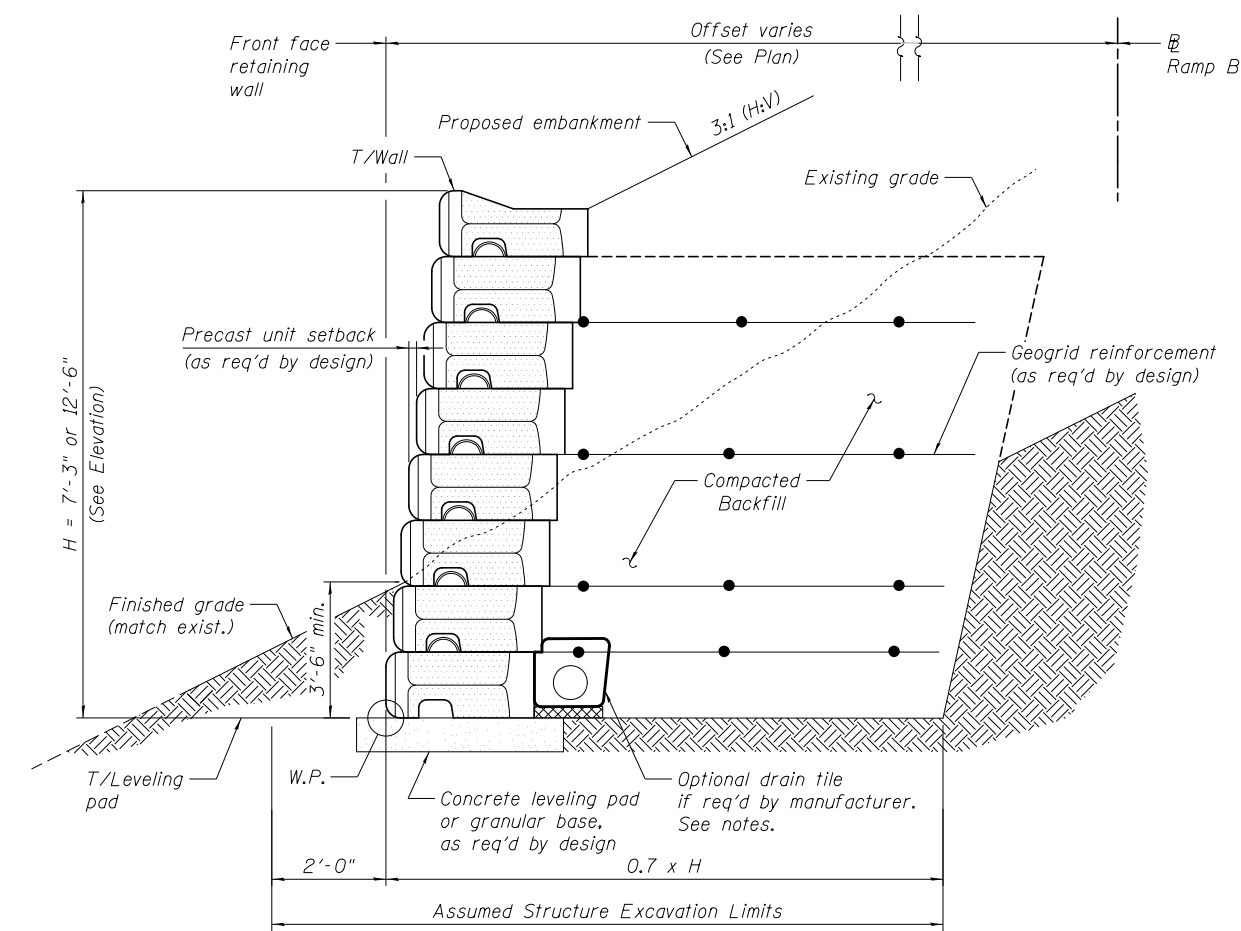 Front face
retaining
wall
Offset varies
(See Plan)
Ramp B
3:1 (H:V)
Proposed embankment
T/Wall
Existing grade
Precast unit setback
(as req'd by design)
Geogrid reinforcement
(as req'd by design)
H = 7'-3" or 12'-6"
(See Elevation)
Compacted
Backfill
Finished grade
(match exist.)
3'-6" min.
T/Leveling
pad
W.P.
Concrete leveling pad
or granular base,
as req'd by design
Optional drain tile
if req'd by manufacturer.
See notes.
2'-0"
0.7 x H
Assumed Structure Excavation Limits